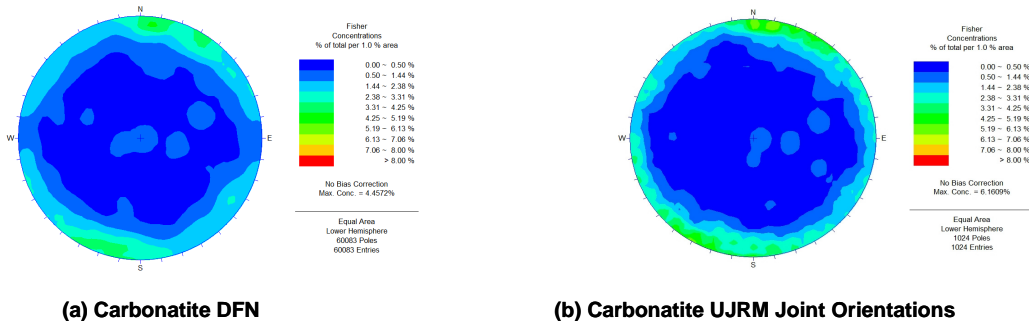 N
W
E
S
Fisher
Concentrations
% of total per 1.0 % area
0.00 ~ 0.50 %
0.50 ~ 1.44 %
1.44 ~ 2.38 %
2.38 ~ 3.31 %
3.31 ~ 4.25 %
4.25 ~ 5.19 %
5.19 ~ 6.13 %
6.13 ~ 7.06 %
7.06 ~ 8.00 %
> 8.00 %
No Bias Correction
Max. Conc. = 4.4572%
Equal Area
Lower Hemisphere
60083 Poles
60083 Entries
(a) Carbonatite DFN
N
W
E
S
Fisher
Concentrations
% of total per 1.0 % area
0.00 ~ 0.50 %
0.50 ~ 1.44 %
1.44 ~ 2.38 %
2.38 ~ 3.31 %
3.31 ~ 4.25 %
4.25 ~ 5.19 %
5.19 ~ 6.13 %
6.13 ~ 7.06 %
7.06 ~ 8.00 %
> 8.00 %
No Bias Correction
Max. Conc. = 6.1609%
Equal Area
Lower Hemisphere
1024 Poles
1024 Entries
(b) Carbonatite UJRM Joint Orientations